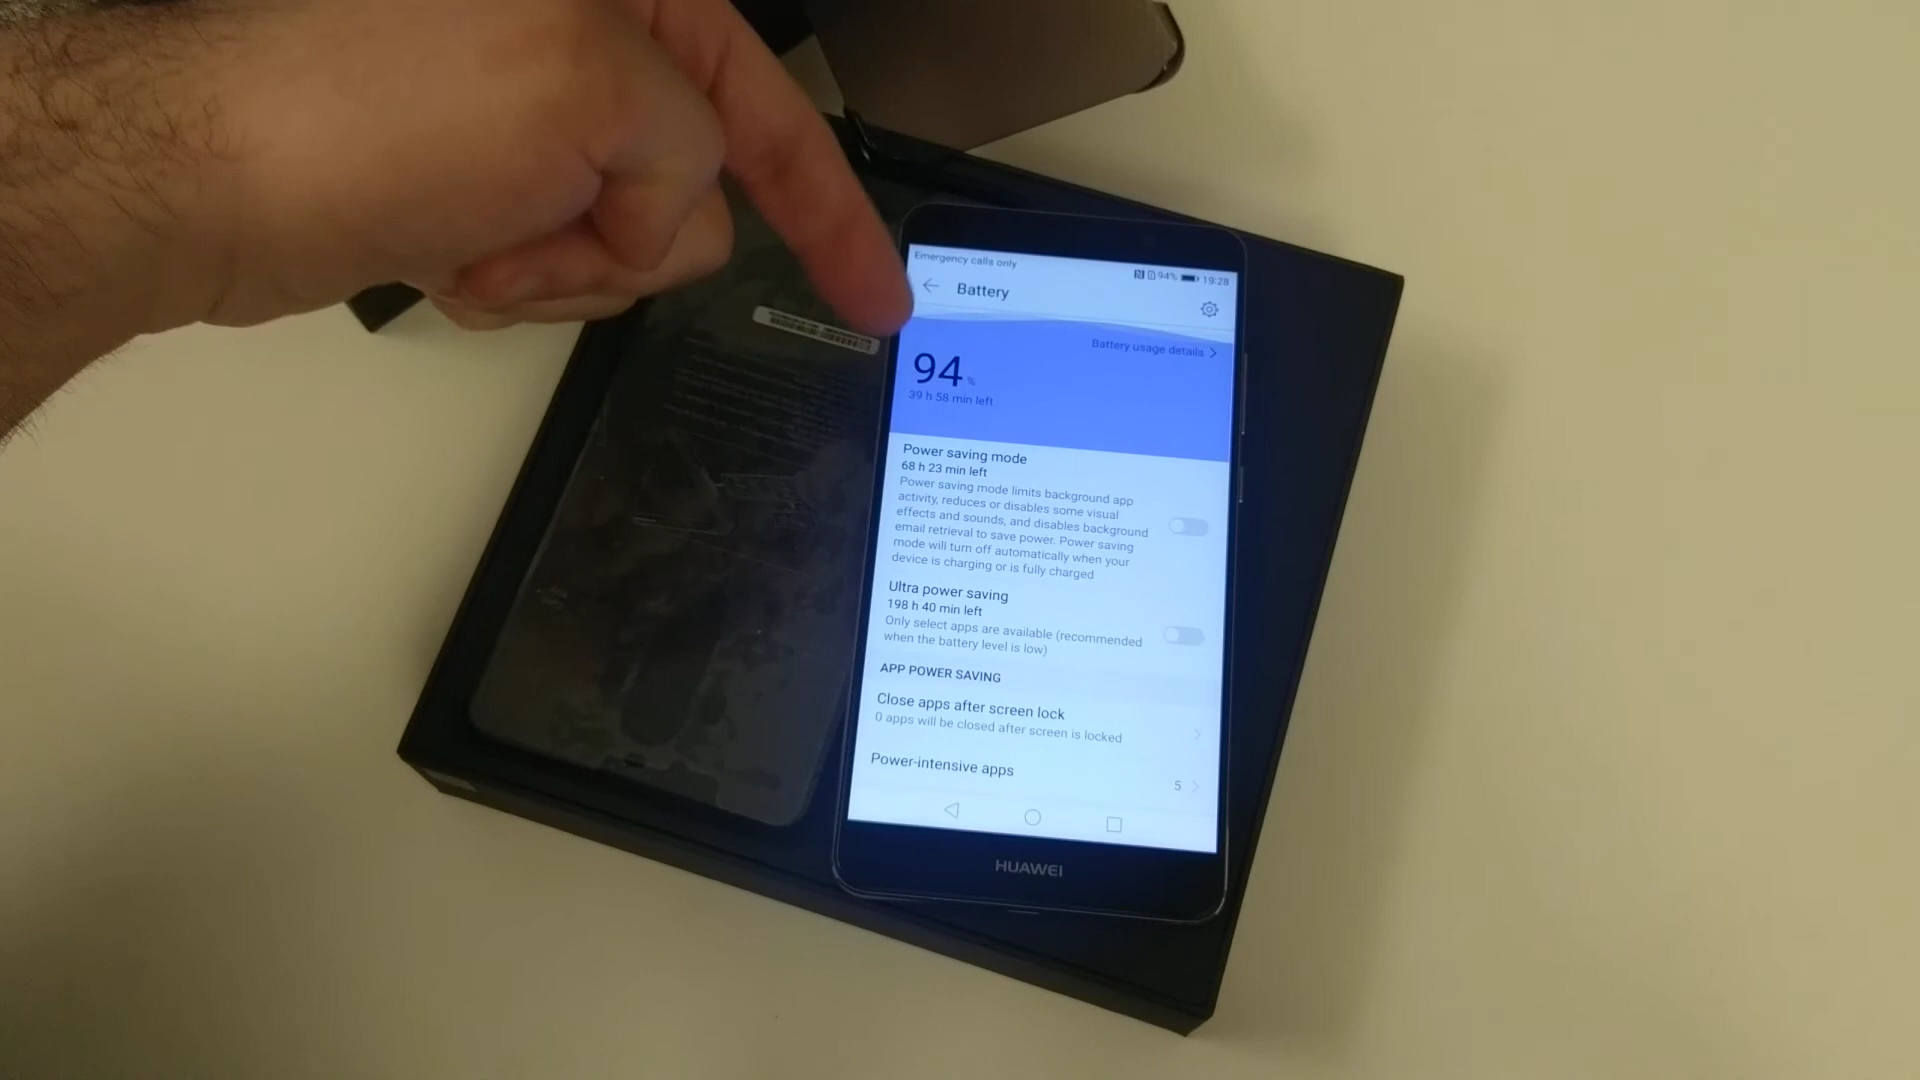 Emergency calls only
94% 19:28
Battery
Battery usage details
94 %
39 h 58 min left
Power saving mode
68 h 23 min left
Power saving mode limits background app
activity, reduces or disables some visual
effects and sounds, and disables background
email retrieval to save power. Power saving
mode will turn off automatically when your
device is charging or is fully charged
Ultra power saving
198 h 40 min left
Only select apps are available (recommended
when the battery level is low)
APP POWER SAVING
Close apps after screen lock
0 apps will be closed after screen is locked
Power-intensive apps
5
HUAWEI